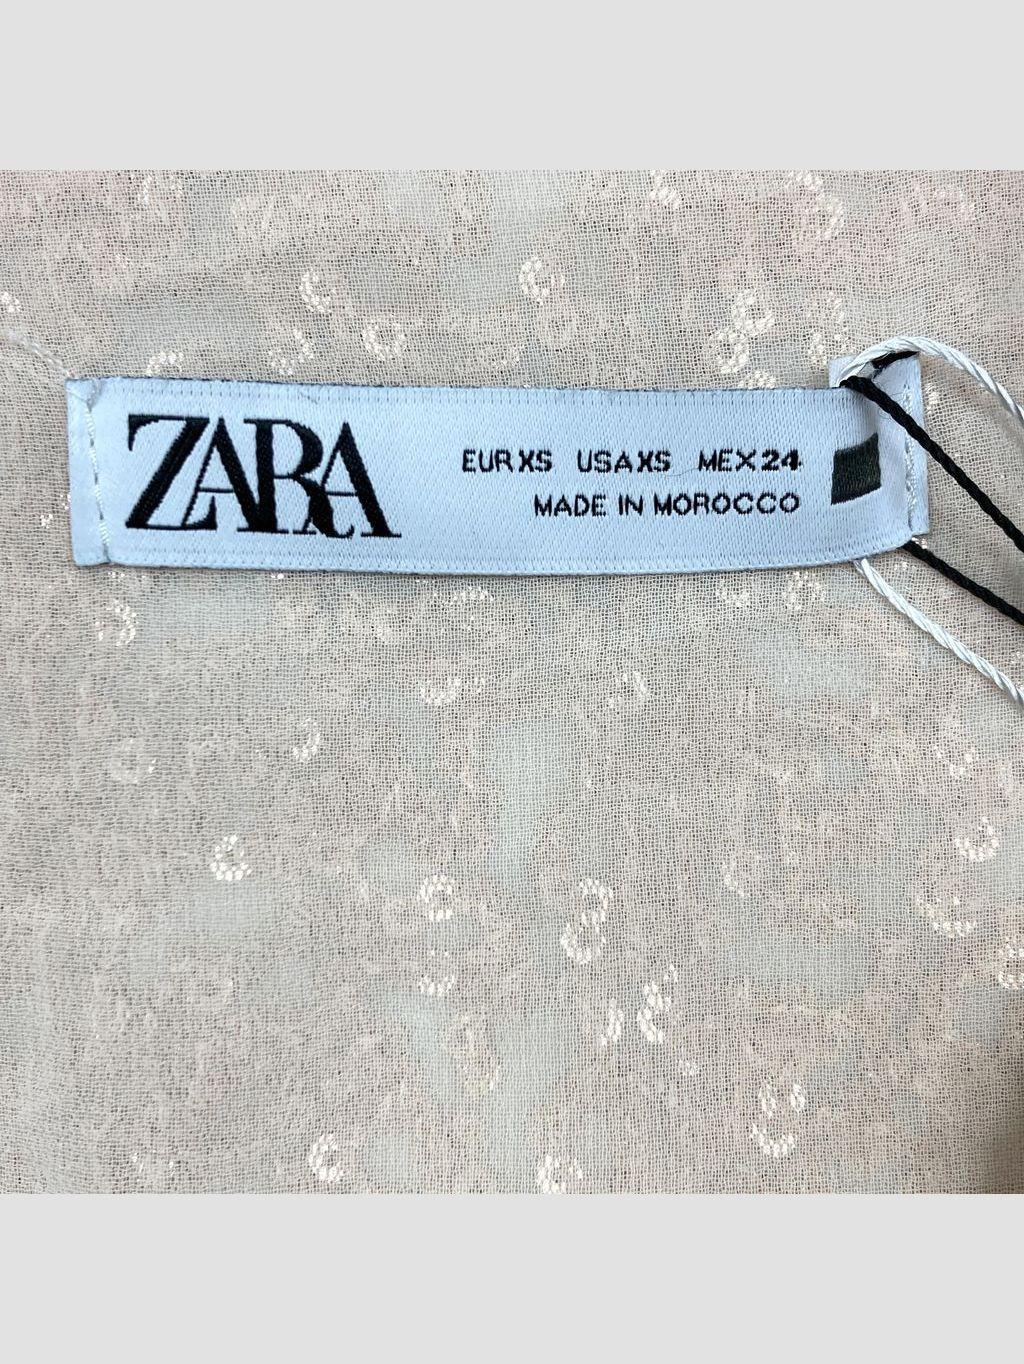 ZARA
EUR XS USA XS MEX 24
MADE IN MOROCCO